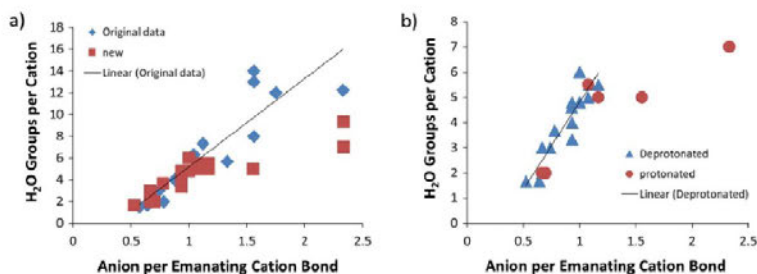 a)
Original data
new
Linear (Original data)
H₂O Groups per Cation
18
16
14
12
10
8
6
4
2
0
0.5
1
1.5
2
2.5
Anion per Emanating Cation Bond
b)
H₂O Groups per Cation
8
7
6
5
4
3
2
1
0
Deprotonated
protonated
Linear (Deprotonated)
0
0.5
1
1.5
2
2.5
Anion per Emanating Cation Bond